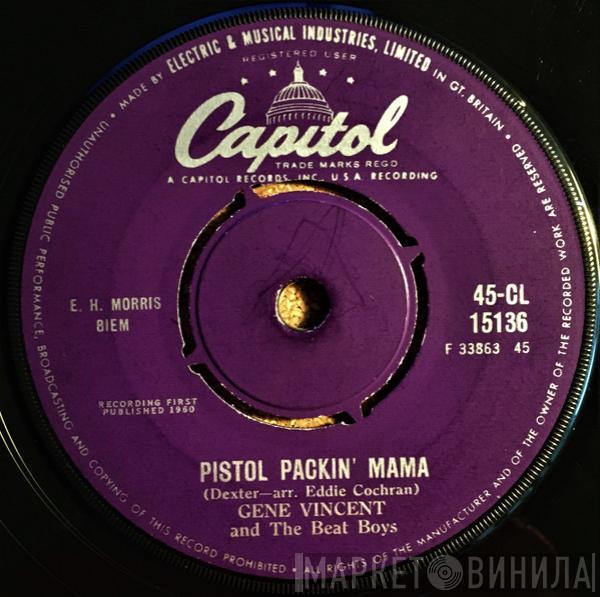 MADE BY ELECTRIC & MUSICAL INDUSTRIES, LIMITED IN GT. BRITAIN •
REGISTERED USER
Capitol
TRADE MARKS REGD
A CAPITOL RECORDS, INC., U.S.A. RECORDING
E. H. MORRIS
BIEM
45-CL
15136
F 33863 45
RECORDING FIRST
PUBLISHED 1960
PISTOL PACKIN' MAMA
(Dexter—arr. Eddie Cochran)
GENE VINCENT
and The Beat Boys
ALL RIGHTS OF THE MANUFACTURER AND OF THE OWNER OF THE RECORDED WORK ARE RESERVED
UNAUTHORISED PUBLIC PERFORMANCE, BROADCASTING AND COPYING OF THIS RECORD PROHIBITED •
МАРКЕТ ВИНИЛА